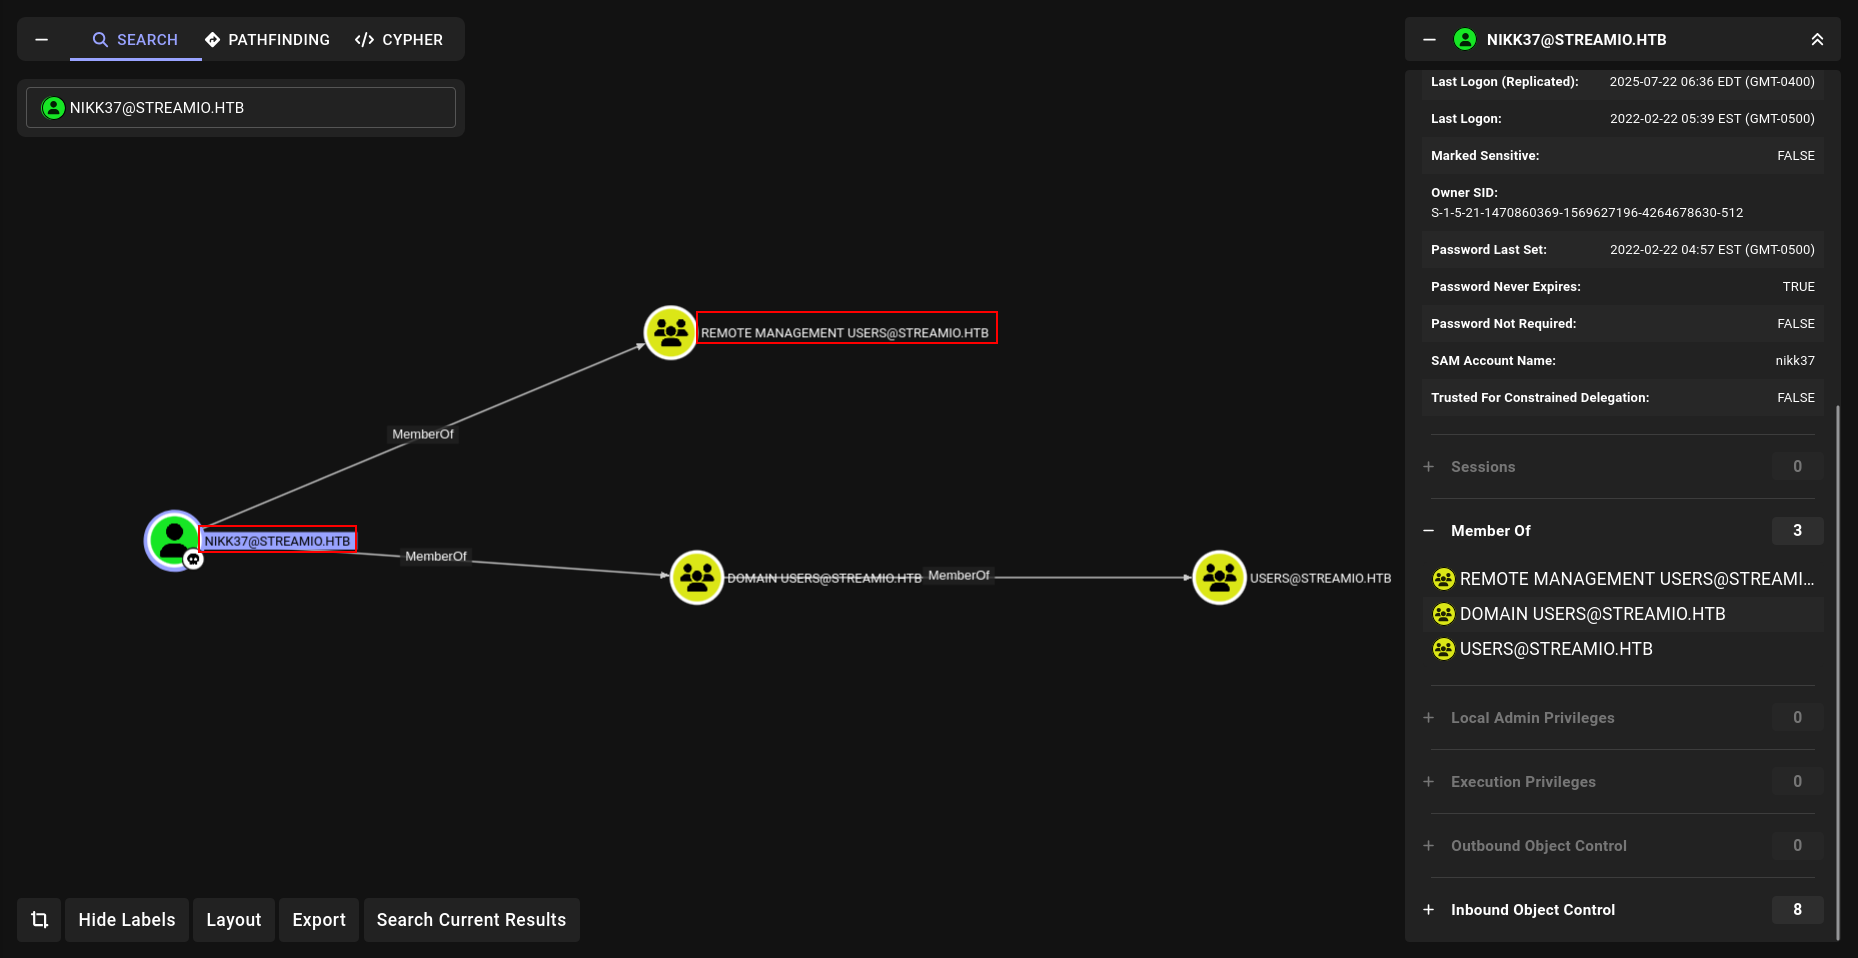 SEARCH PATHFINDING </> CYPHER
NIKK37@STREAMIO.HTB
REMOTE MANAGEMENT USERS@STREAMIO.HTB
MemberOf
NIKK37@STREAMIO.HTB
MemberOf
DOMAIN USERS@STREAMIO.HTB
MemberOf
USERS@STREAMIO.HTB
Hide Labels Layout Export Search Current Results
NIKK37@STREAMIO.HTB
Last Logon (Replicated): 2025-07-22 06:36 EDT (GMT-0400)
Last Logon: 2022-02-22 05:39 EST (GMT-0500)
Marked Sensitive: FALSE
Owner SID:
S-1-5-21-1470860369-1569627196-4264678630-512
Password Last Set: 2022-02-22 04:57 EST (GMT-0500)
Password Never Expires: TRUE
Password Not Required: FALSE
SAM Account Name: nikk37
Trusted For Constrained Delegation: FALSE
+ Sessions 0
− Member Of 3
REMOTE MANAGEMENT USERS@STREAMI...
DOMAIN USERS@STREAMIO.HTB
USERS@STREAMIO.HTB
+ Local Admin Privileges 0
+ Execution Privileges 0
+ Outbound Object Control 0
+ Inbound Object Control 8